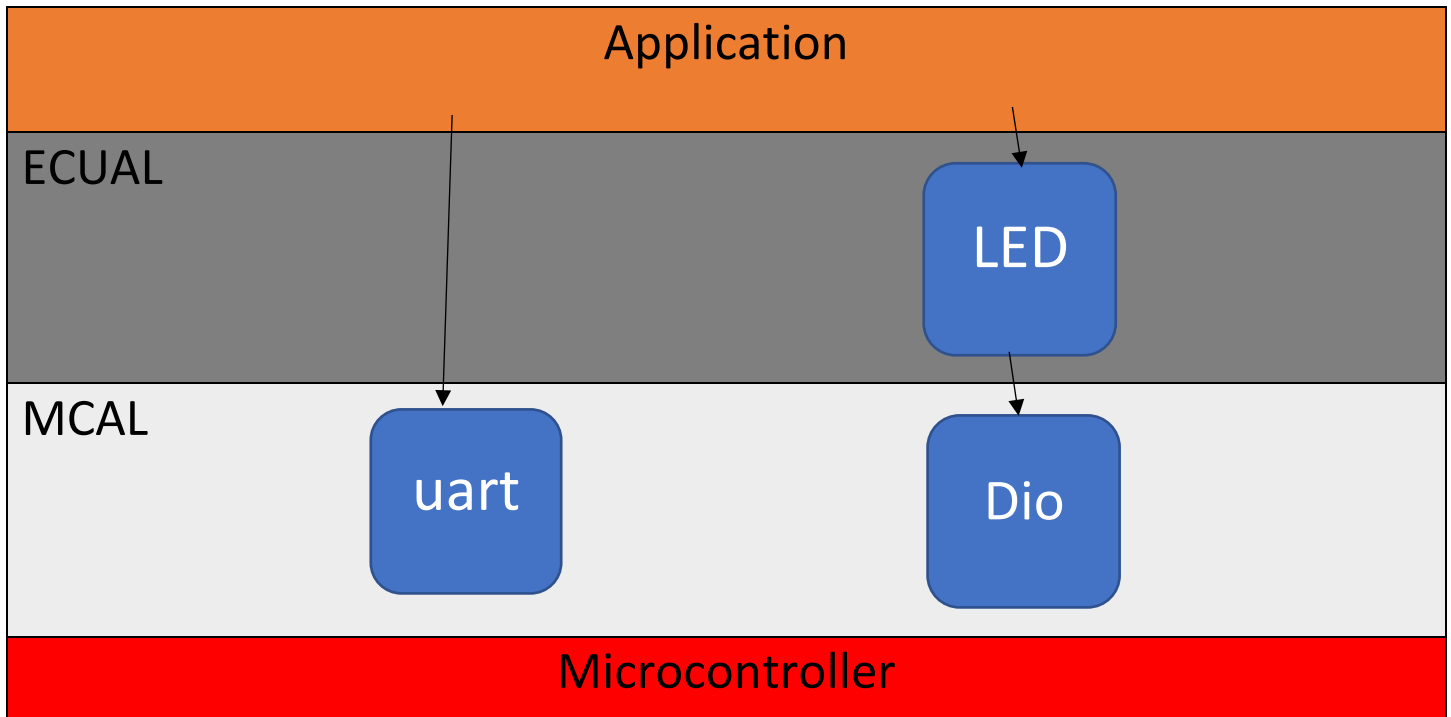 Application
ECUAL
LED
MCAL
uart
Dio
Microcontroller